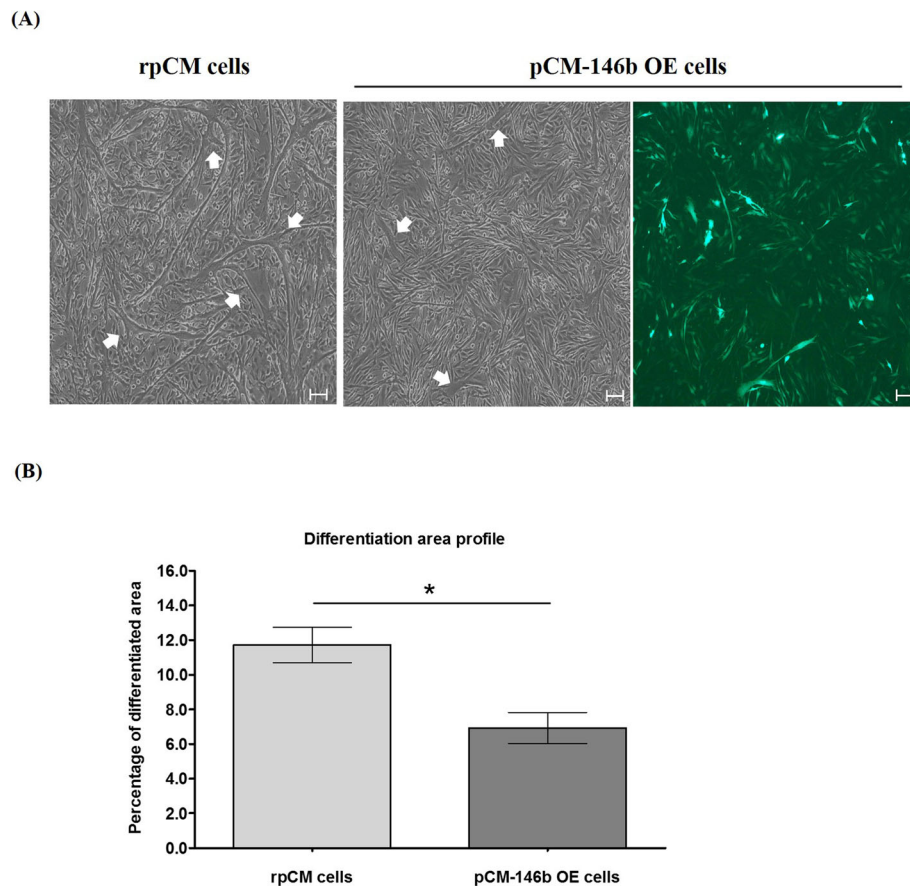 (A)
rpCM cells
pCM-146b OE cells
(B)
Differentiation area profile
Percentage of differentiated area
16.0
14.0
12.0
10.0
8.0
6.0
4.0
2.0
0.0
*
rpCM cells
pCM-146b OE cells